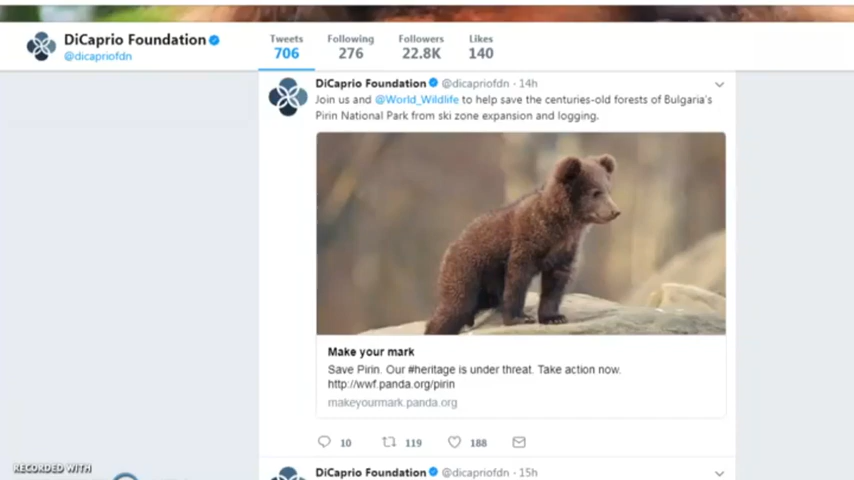 DiCaprio Foundation
@dicapriofdn
Tweets
706
Following
276
Followers
22.8K
Likes
140
DiCaprio Foundation @dicapriofdn · 14h
Join us and @World_Wildlife to help save the centuries-old forests of Bulgaria's
Pirin National Park from ski zone expansion and logging.
Make your mark
Save Pirin. Our #heritage is under threat. Take action now.
http://wwf.panda.org/pirin
makeyourmark.panda.org
10 119 188
DiCaprio Foundation @dicapriofdn · 15h
RECORDED WITH